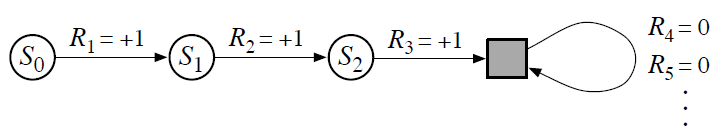 S₀ R₁ = +1 S₁ R₂ = +1 S₂ R₃ = +1 R₄ = 0
R₅ = 0
⋮